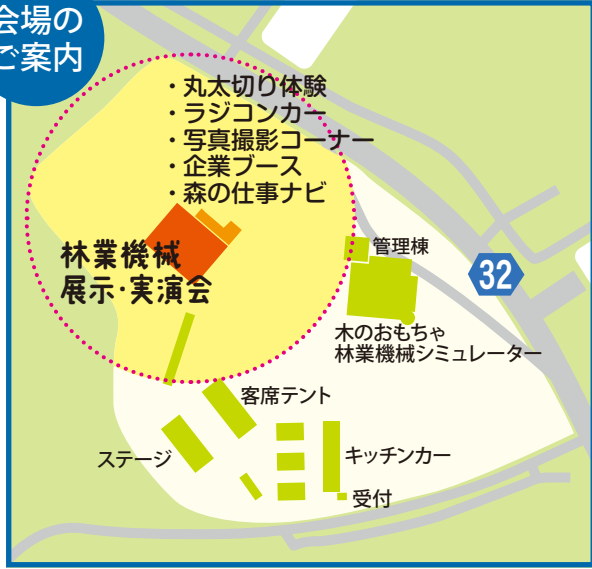 会場の
ご案内
・丸太切り体験
・ラジコンカー
・写真撮影コーナー
・企業ブース
・森の仕事ナビ
林業機械
展示・実演会
管理棟
32
木のおもちゃ
林業機械シミュレーター
客席テント
ステージ
キッチンカー
受付